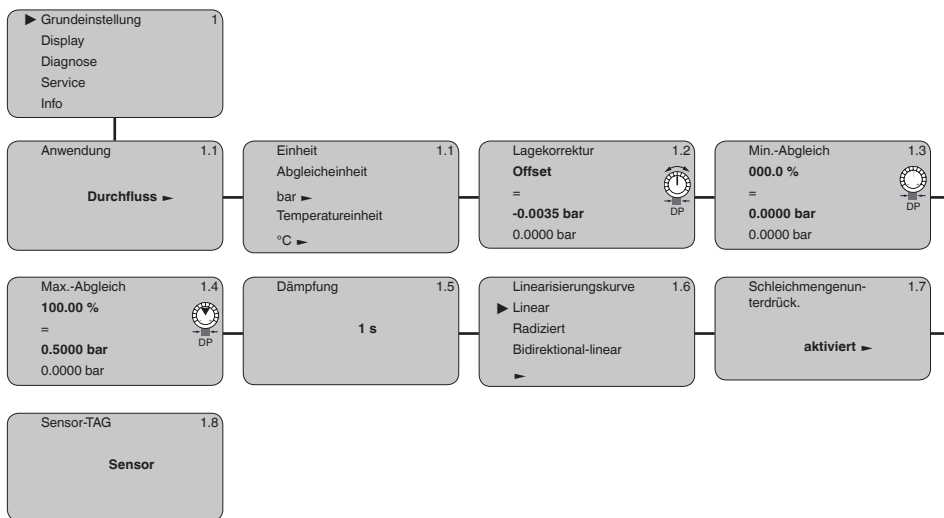 ▶ Grundeinstellung 1
Display
Diagnose
Service
Info
Anwendung 1.1
Durchfluss ►
Einheit 1.1
Abgleicheinheit
bar ►
Temperatureinheit
°C ►
Lagekorrektur 1.2
Offset
=
-0.0035 bar
0.0000 bar
DP
Min.-Abgleich 1.3
000.0 %
=
0.0000 bar
0.0000 bar
DP
Max.-Abgleich 1.4
100.00 %
=
0.5000 bar
0.0000 bar
DP
Dämpfung 1.5
1 s
Linearisierungskurve 1.6
▶ Linear
Radiziert
Bidirektional-linear
►
Schleichmengenun- 1.7
terdrück.
aktiviert ►
Sensor-TAG 1.8
Sensor